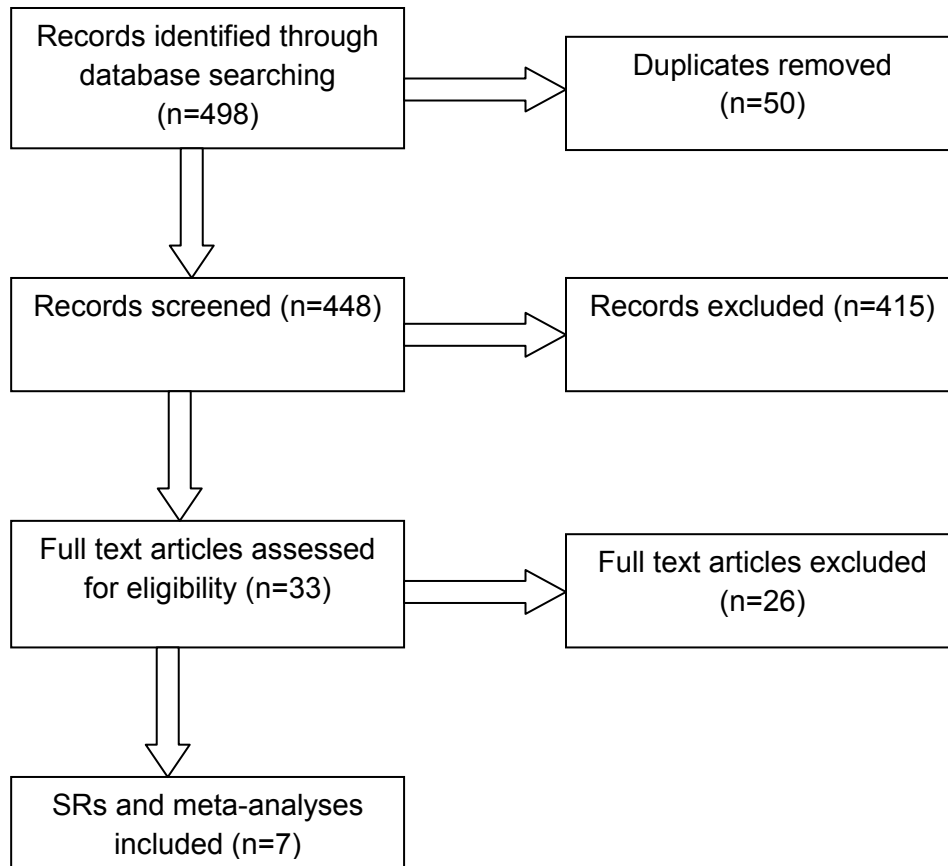 Records identified through
database searching
(n=498)
Duplicates removed
(n=50)
Records screened (n=448)
Records excluded (n=415)
Full text articles assessed
for eligibility (n=33)
Full text articles excluded
(n=26)
SRs and meta-analyses
included (n=7)